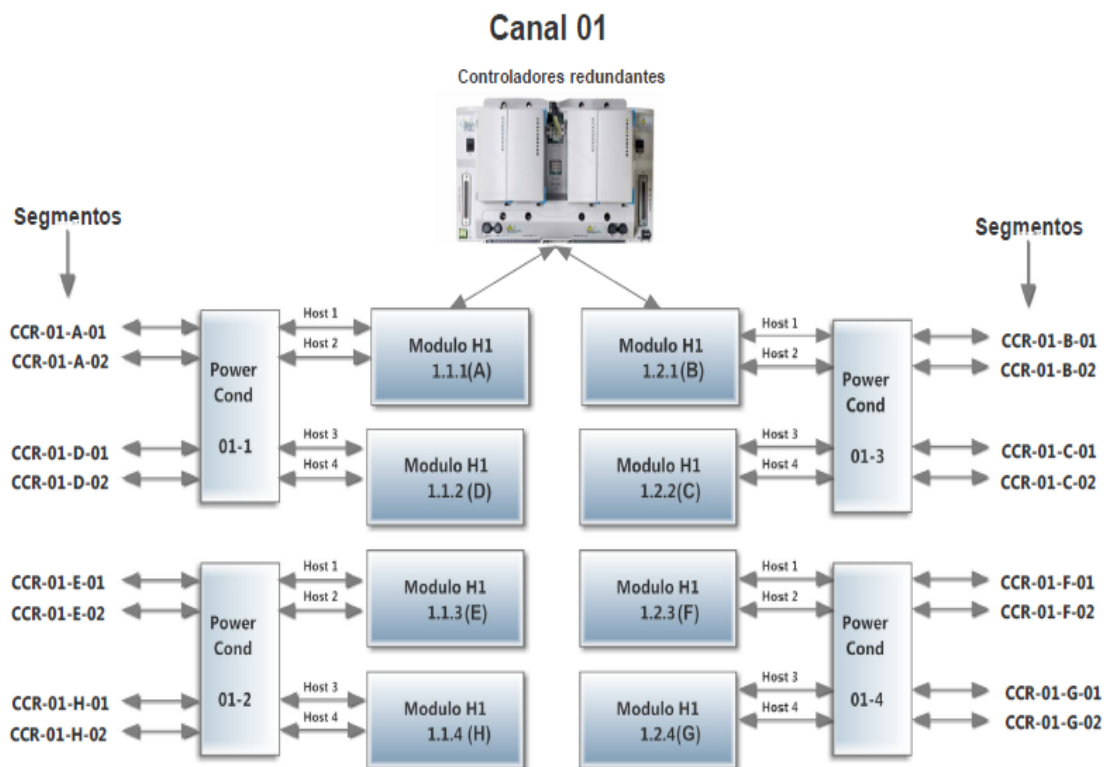 Canal 01
Controladores redundantes
Segmentos
Segmentos
CCR-01-A-01
CCR-01-A-02
CCR-01-D-01
CCR-01-D-02
Power
Cond
01-1
Host 1
Host 2
Host 3
Host 4
Modulo H1
1.1.1(A)
Modulo H1
1.1.2 (D)
Modulo H1
1.2.1(B)
Modulo H1
1.2.2(C)
Host 1
Host 2
Host 3
Host 4
Power
Cond
01-3
CCR-01-B-01
CCR-01-B-02
CCR-01-C-01
CCR-01-C-02
CCR-01-E-01
CCR-01-E-02
CCR-01-H-01
CCR-01-H-02
Power
Cond
01-2
Host 1
Host 2
Host 3
Host 4
Modulo H1
1.1.3(E)
Modulo H1
1.1.4 (H)
Modulo H1
1.2.3(F)
Modulo H1
1.2.4(G)
Host 1
Host 2
Host 3
Host 4
Power
Cond
01-4
CCR-01-F-01
CCR-01-F-02
CCR-01-G-01
CCR-01-G-02